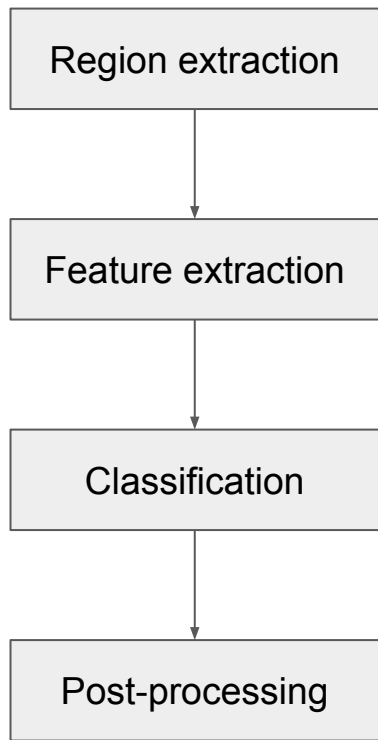 Region extraction
Feature extraction
Classification
Post-processing